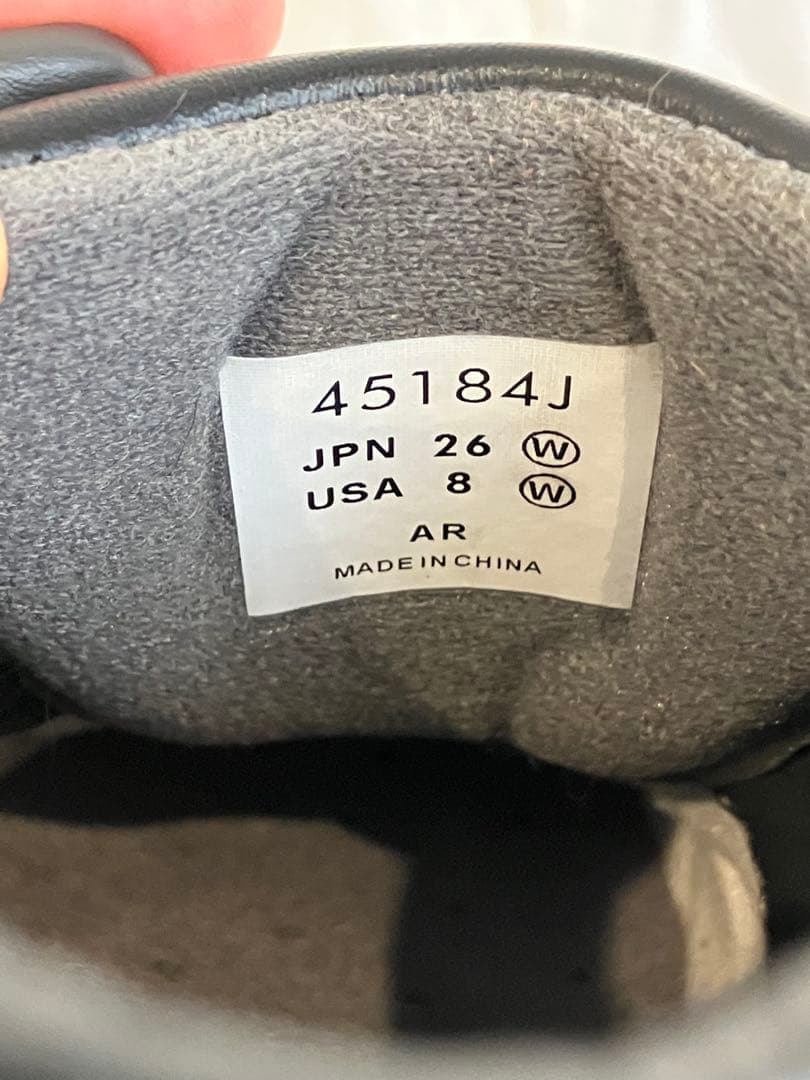 45184J
JPN 26 Ⓦ
USA 8 Ⓦ
AR
MADE IN CHINA